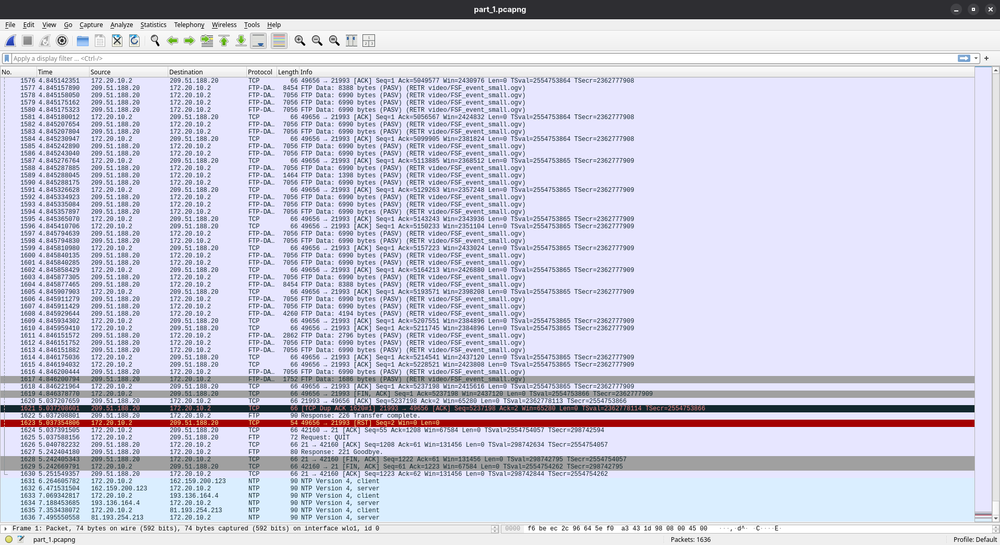 part_1.pcapng
File Edit View Go Capture Analyze Statistics Telephony Wireless Tools Help
Apply a display filter ... <Ctrl-/>
No. Time Source Destination Protocol Length Info
1576 4.845142351 172.20.10.2 209.51.188.20 TCP 66 49656 → 21993 [ACK] Seq=1 Ack=5049577 Win=2430976 Len=0 TSval=2554753864 TSecr=2362777908
1577 4.845157890 209.51.188.20 172.20.10.2 FTP-DA… 8454 FTP Data: 8388 bytes (PASV) (RETR video/FSF_event_small.ogv)
1578 4.845158050 209.51.188.20 172.20.10.2 FTP-DA… 7056 FTP Data: 6990 bytes (PASV) (RETR video/FSF_event_small.ogv)
1579 4.845175162 209.51.188.20 172.20.10.2 FTP-DA… 7056 FTP Data: 6990 bytes (PASV) (RETR video/FSF_event_small.ogv)
1580 4.845175323 209.51.188.20 172.20.10.2 FTP-DA… 7056 FTP Data: 6990 bytes (PASV) (RETR video/FSF_event_small.ogv)
1581 4.845180012 172.20.10.2 209.51.188.20 TCP 66 49656 → 21993 [ACK] Seq=1 Ack=5056567 Win=2424832 Len=0 TSval=2554753864 TSecr=2362777908
1582 4.845207654 209.51.188.20 172.20.10.2 FTP-DA… 7056 FTP Data: 6990 bytes (PASV) (RETR video/FSF_event_small.ogv)
1583 4.845207804 209.51.188.20 172.20.10.2 FTP-DA… 7056 FTP Data: 6990 bytes (PASV) (RETR video/FSF_event_small.ogv)
1584 4.845230947 172.20.10.2 209.51.188.20 TCP 66 49656 → 21993 [ACK] Seq=1 Ack=5099905 Win=2381824 Len=0 TSval=2554753864 TSecr=2362777908
1585 4.845242890 209.51.188.20 172.20.10.2 FTP-DA… 7056 FTP Data: 6990 bytes (PASV) (RETR video/FSF_event_small.ogv)
1586 4.845243040 209.51.188.20 172.20.10.2 FTP-DA… 7056 FTP Data: 6990 bytes (PASV) (RETR video/FSF_event_small.ogv)
1587 4.845276764 172.20.10.2 209.51.188.20 TCP 66 49656 → 21993 [ACK] Seq=1 Ack=5113885 Win=2368512 Len=0 TSval=2554753864 TSecr=2362777909
1588 4.845287885 209.51.188.20 172.20.10.2 FTP-DA… 7056 FTP Data: 6990 bytes (PASV) (RETR video/FSF_event_small.ogv)
1589 4.845288045 209.51.188.20 172.20.10.2 FTP-DA… 1464 FTP Data: 1398 bytes (PASV) (RETR video/FSF_event_small.ogv)
1590 4.845288175 209.51.188.20 172.20.10.2 FTP-DA… 7056 FTP Data: 6990 bytes (PASV) (RETR video/FSF_event_small.ogv)
1591 4.845326628 172.20.10.2 209.51.188.20 TCP 66 49656 → 21993 [ACK] Seq=1 Ack=5129263 Win=2357248 Len=0 TSval=2554753864 TSecr=2362777909
1592 4.845334923 209.51.188.20 172.20.10.2 FTP-DA… 7056 FTP Data: 6990 bytes (PASV) (RETR video/FSF_event_small.ogv)
1593 4.845335084 209.51.188.20 172.20.10.2 FTP-DA… 7056 FTP Data: 6990 bytes (PASV) (RETR video/FSF_event_small.ogv)
1594 4.845357897 209.51.188.20 172.20.10.2 FTP-DA… 7056 FTP Data: 6990 bytes (PASV) (RETR video/FSF_event_small.ogv)
1595 4.845365070 172.20.10.2 209.51.188.20 TCP 66 49656 → 21993 [ACK] Seq=1 Ack=5143243 Win=2343936 Len=0 TSval=2554753865 TSecr=2362777909
1596 4.845410706 172.20.10.2 209.51.188.20 TCP 66 49656 → 21993 [ACK] Seq=1 Ack=5150233 Win=2351104 Len=0 TSval=2554753865 TSecr=2362777909
1597 4.845794639 209.51.188.20 172.20.10.2 FTP-DA… 7056 FTP Data: 6990 bytes (PASV) (RETR video/FSF_event_small.ogv)
1598 4.845794830 209.51.188.20 172.20.10.2 FTP-DA… 7056 FTP Data: 6990 bytes (PASV) (RETR video/FSF_event_small.ogv)
1599 4.845810980 172.20.10.2 209.51.188.20 TCP 66 49656 → 21993 [ACK] Seq=1 Ack=5157223 Win=2433024 Len=0 TSval=2554753865 TSecr=2362777909
1600 4.845840135 209.51.188.20 172.20.10.2 FTP-DA… 7056 FTP Data: 6990 bytes (PASV) (RETR video/FSF_event_small.ogv)
1601 4.845840285 209.51.188.20 172.20.10.2 FTP-DA… 7056 FTP Data: 6990 bytes (PASV) (RETR video/FSF_event_small.ogv)
1602 4.845858429 172.20.10.2 209.51.188.20 TCP 66 49656 → 21993 [ACK] Seq=1 Ack=5164213 Win=2426880 Len=0 TSval=2554753865 TSecr=2362777909
1603 4.845877305 209.51.188.20 172.20.10.2 FTP-DA… 7056 FTP Data: 6990 bytes (PASV) (RETR video/FSF_event_small.ogv)
1604 4.845877465 209.51.188.20 172.20.10.2 FTP-DA… 8454 FTP Data: 8388 bytes (PASV) (RETR video/FSF_event_small.ogv)
1605 4.845907903 172.20.10.2 209.51.188.20 TCP 66 49656 → 21993 [ACK] Seq=1 Ack=5193571 Win=2398208 Len=0 TSval=2554753865 TSecr=2362777909
1606 4.845911279 209.51.188.20 172.20.10.2 FTP-DA… 7056 FTP Data: 6990 bytes (PASV) (RETR video/FSF_event_small.ogv)
1607 4.845911429 209.51.188.20 172.20.10.2 FTP-DA… 7056 FTP Data: 6990 bytes (PASV) (RETR video/FSF_event_small.ogv)
1608 4.845929644 209.51.188.20 172.20.10.2 FTP-DA… 4260 FTP Data: 4194 bytes (PASV) (RETR video/FSF_event_small.ogv)
1609 4.845934302 172.20.10.2 209.51.188.20 TCP 66 49656 → 21993 [ACK] Seq=1 Ack=5207551 Win=2384896 Len=0 TSval=2554753865 TSecr=2362777909
1610 4.845959410 172.20.10.2 209.51.188.20 TCP 66 49656 → 21993 [ACK] Seq=1 Ack=5211745 Win=2384896 Len=0 TSval=2554753865 TSecr=2362777909
1611 4.846151572 209.51.188.20 172.20.10.2 FTP-DA… 2862 FTP Data: 2796 bytes (PASV) (RETR video/FSF_event_small.ogv)
1612 4.846151752 209.51.188.20 172.20.10.2 FTP-DA… 7056 FTP Data: 6990 bytes (PASV) (RETR video/FSF_event_small.ogv)
1613 4.846151882 209.51.188.20 172.20.10.2 FTP-DA… 7056 FTP Data: 6990 bytes (PASV) (RETR video/FSF_event_small.ogv)
1614 4.846175036 172.20.10.2 209.51.188.20 TCP 66 49656 → 21993 [ACK] Seq=1 Ack=5214541 Win=2437120 Len=0 TSval=2554753865 TSecr=2362777909
1615 4.846194032 172.20.10.2 209.51.188.20 TCP 66 49656 → 21993 [ACK] Seq=1 Ack=5228521 Win=2423808 Len=0 TSval=2554753865 TSecr=2362777909
1616 4.846200444 209.51.188.20 172.20.10.2 FTP-DA… 7056 FTP Data: 6990 bytes (PASV) (RETR video/FSF_event_small.ogv)
1617 4.846200794 209.51.188.20 172.20.10.2 FTP-DA… 1752 FTP Data: 1686 bytes (PASV) (RETR video/FSF_event_small.ogv)
1618 4.846221964 172.20.10.2 209.51.188.20 TCP 66 49656 → 21993 [ACK] Seq=1 Ack=5237198 Win=2415616 Len=0 TSval=2554753865 TSecr=2362777909
1619 4.846378770 172.20.10.2 209.51.188.20 TCP 66 49656 → 21993 [FIN, ACK] Seq=1 Ack=5237198 Win=2437120 Len=0 TSval=2554753866 TSecr=2362777909
1620 5.037207659 209.51.188.20 172.20.10.2 TCP 66 21993 → 49656 [ACK] Seq=5237198 Ack=2 Win=65280 Len=0 TSval=2362778113 TSecr=2554753866
1621 5.037208601 209.51.188.20 172.20.10.2 TCP 66 [TCP Dup ACK 1620#1] 21993 → 49656 [ACK] Seq=5237198 Ack=2 Win=65280 Len=0 TSval=2362778114 TSecr=2554753866
1622 5.037208801 209.51.188.20 172.20.10.2 FTP 90 Response: 226 Transfer complete.
1623 5.037354806 172.20.10.2 209.51.188.20 TCP 54 49656 → 21993 [RST] Seq=2 Win=0 Len=0
1624 5.037391505 172.20.10.2 209.51.188.20 TCP 66 42160 → 21 [ACK] Seq=55 Ack=1208 Win=67584 Len=0 TSval=2554754057 TSecr=298742594
1625 5.037588156 172.20.10.2 209.51.188.20 FTP 72 Request: QUIT
1626 5.040782232 209.51.188.20 172.20.10.2 TCP 66 21 → 42160 [ACK] Seq=1208 Ack=61 Win=131456 Len=0 TSval=298742634 TSecr=2554754057
1627 5.242404180 209.51.188.20 172.20.10.2 FTP 80 Response: 221 Goodbye.
1628 5.242405343 209.51.188.20 172.20.10.2 TCP 66 21 → 42160 [FIN, ACK] Seq=1222 Ack=61 Win=131456 Len=0 TSval=298742795 TSecr=2554754057
1629 5.242669791 172.20.10.2 209.51.188.20 TCP 66 42160 → 21 [FIN, ACK] Seq=61 Ack=1223 Win=67584 Len=0 TSval=2554754262 TSecr=298742795
1630 5.251549357 209.51.188.20 172.20.10.2 TCP 66 21 → 42160 [ACK] Seq=1223 Ack=62 Win=131456 Len=0 TSval=298742844 TSecr=2554754262
1631 6.264605782 172.20.10.2 162.159.200.123 NTP 90 NTP Version 4, client
1632 6.471531504 162.159.200.123 172.20.10.2 NTP 90 NTP Version 4, server
1633 7.069342817 172.20.10.2 193.136.164.4 NTP 90 NTP Version 4, client
1634 7.188453685 193.136.164.4 172.20.10.2 NTP 90 NTP Version 4, server
1635 7.353438072 172.20.10.2 81.193.254.213 NTP 90 NTP Version 4, client
1636 7.495550558 81.193.254.213 172.20.10.2 NTP 90 NTP Version 4, server
Frame 1: Packet, 74 bytes on wire (592 bits), 74 bytes captured (592 bits) on interface wlo1, id 0
0000 f6 be ec 2c 96 64 5e f0 a3 43 1d 98 08 00 45 00 ···,·d^· ·C····E·
part_1.pcapng Packets: 1636 Profile: Default